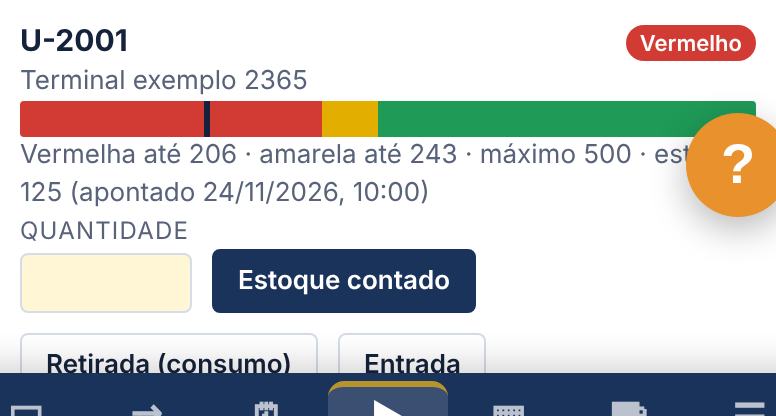 U-2001
Vermelho
Terminal exemplo 2365
Vermelha até 206 · amarela até 243 · máximo 500 ·
?
125 (apontado 24/11/2026, 10:00)
QUANTIDADE
Estoque contado
Retirada (consumo)
Entrada